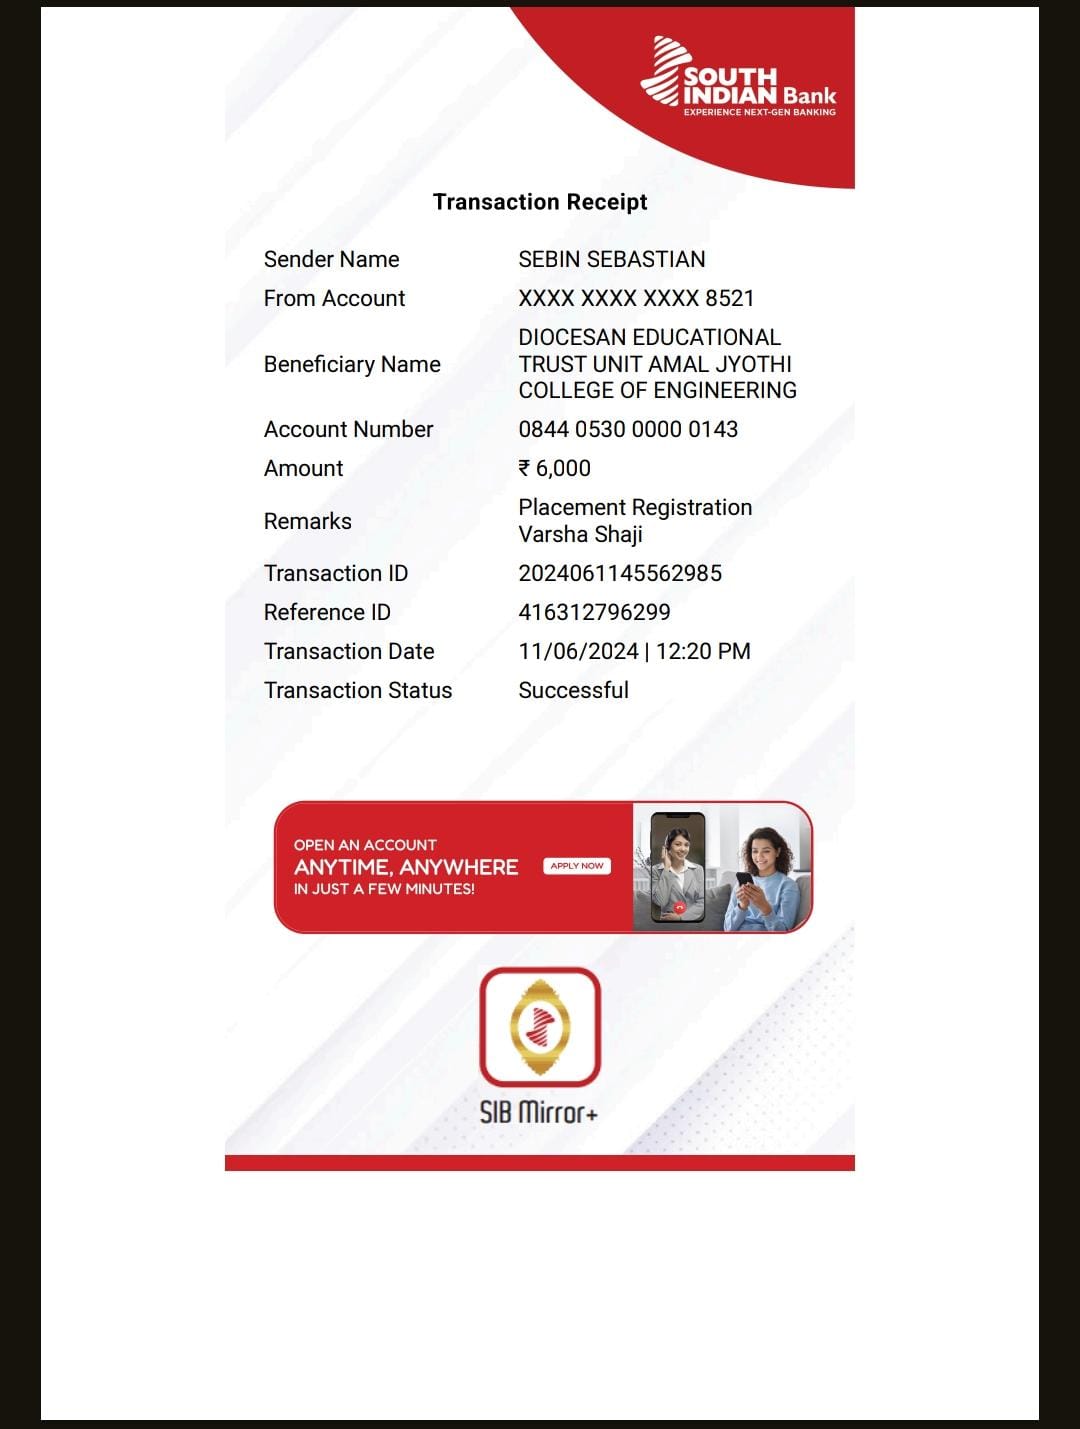 SOUTH
INDIAN Bank
EXPERIENCE NEXT-GEN BANKING
Transaction Receipt
Sender Name SEBIN SEBASTIAN
From Account XXXX XXXX XXXX 8521
Beneficiary Name DIOCESAN EDUCATIONAL
TRUST UNIT AMAL JYOTHI
COLLEGE OF ENGINEERING
Account Number 0844 0530 0000 0143
Amount ₹ 6,000
Remarks Placement Registration
Varsha Shaji
Transaction ID 2024061145562985
Reference ID 416312796299
Transaction Date 11/06/2024 | 12:20 PM
Transaction Status Successful
OPEN AN ACCOUNT
ANYTIME, ANYWHERE
IN JUST A FEW MINUTES!
APPLY NOW
SIB Mirror+